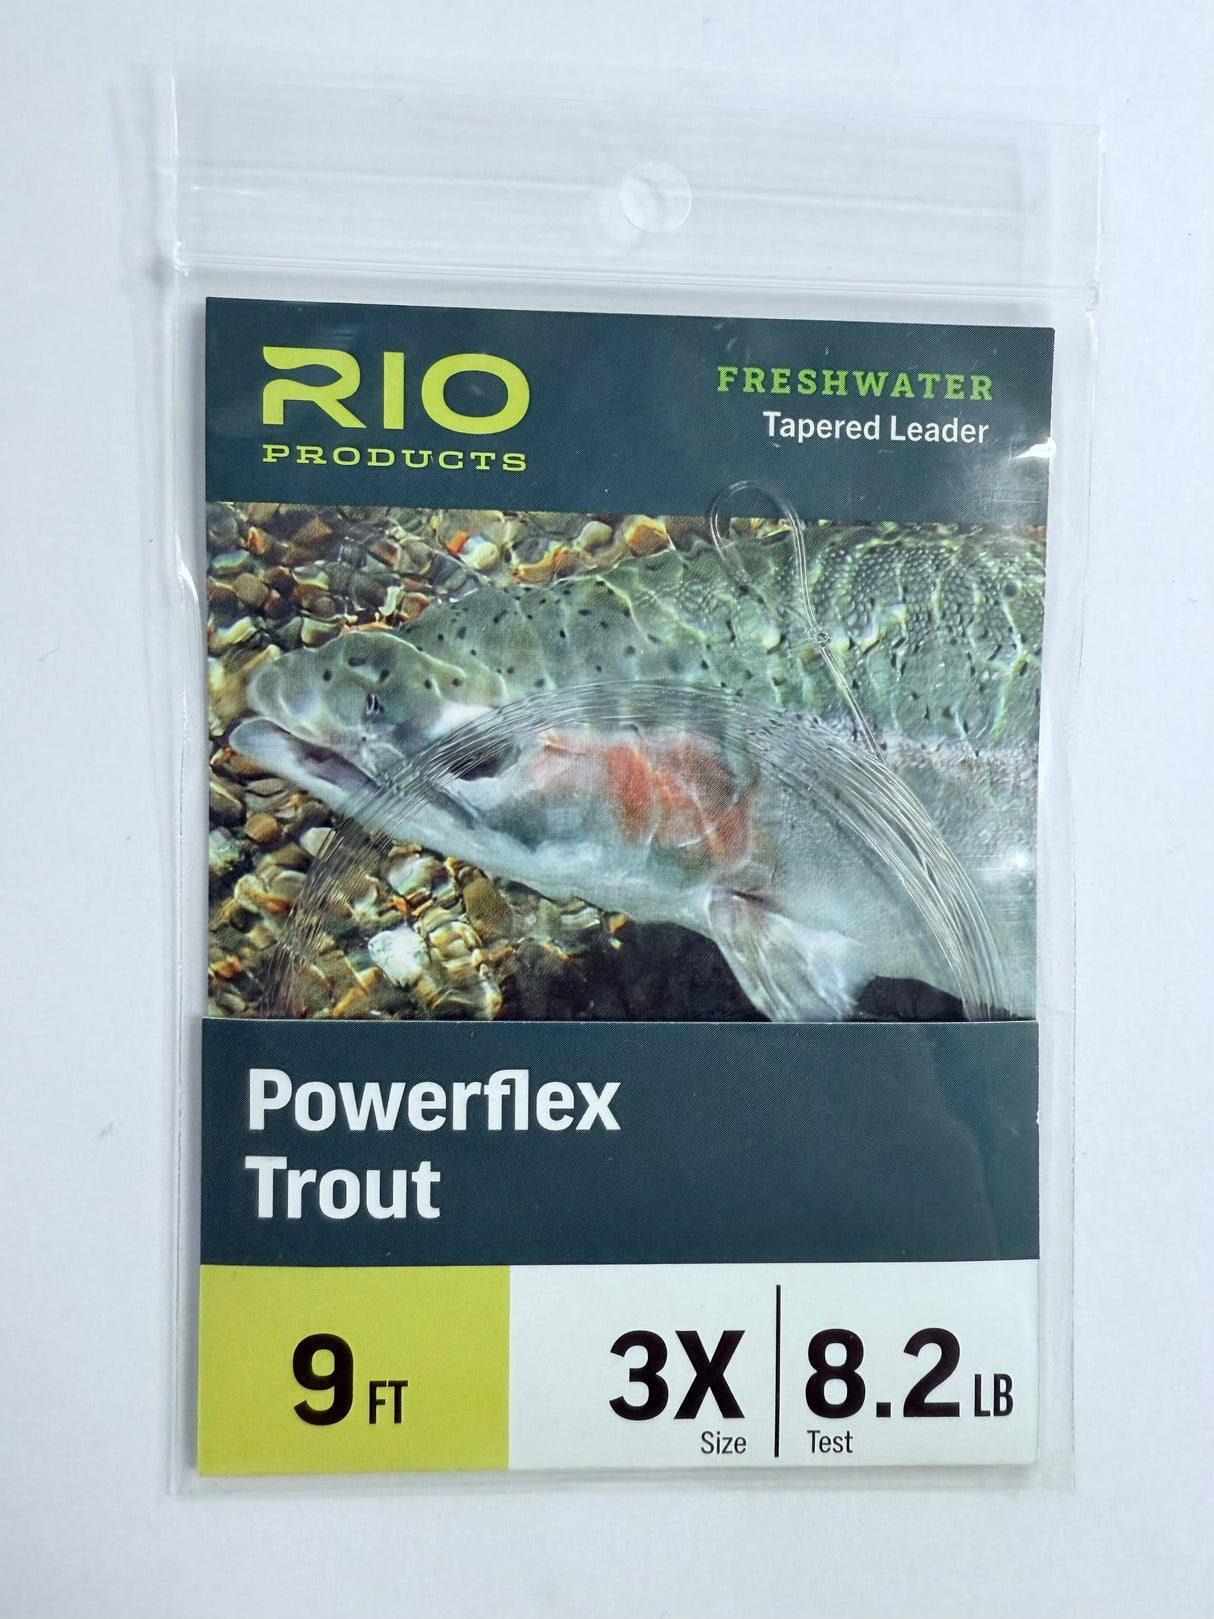 RIO
PRODUCTS
FRESHWATER
Tapered Leader
Powerflex
Trout
9 FT
3X
Size
8.2 LB
Test